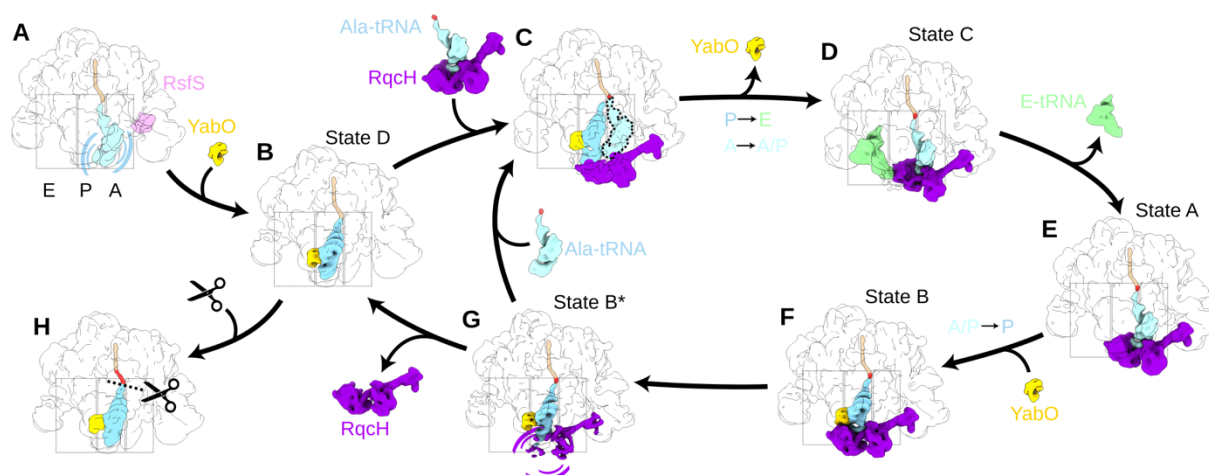 A
RsfS
YabO
E P A
B
State D
Ala-tRNA
RqcH
C
YabO
P→E
A→A/P
D
State C
E-tRNA
State A
E
Ala-tRNA
State B*
G
RqcH
State B
F
A/P→P
YabO
H